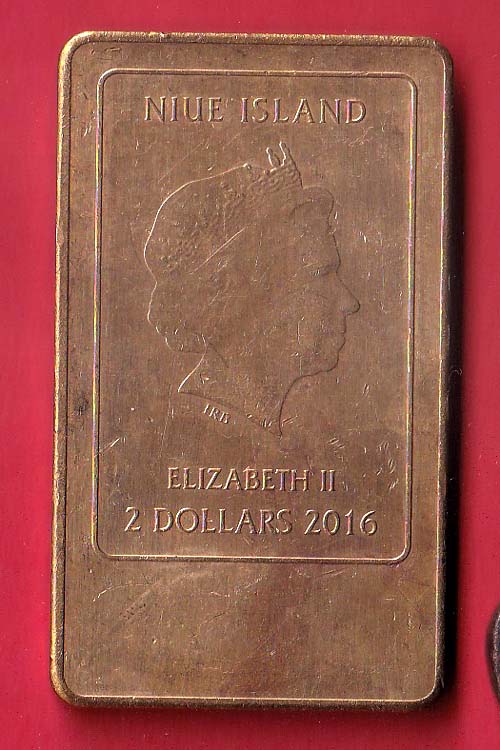 NIUE ISLAND
IRB
ELIZABETH II
2 DOLLARS 2016